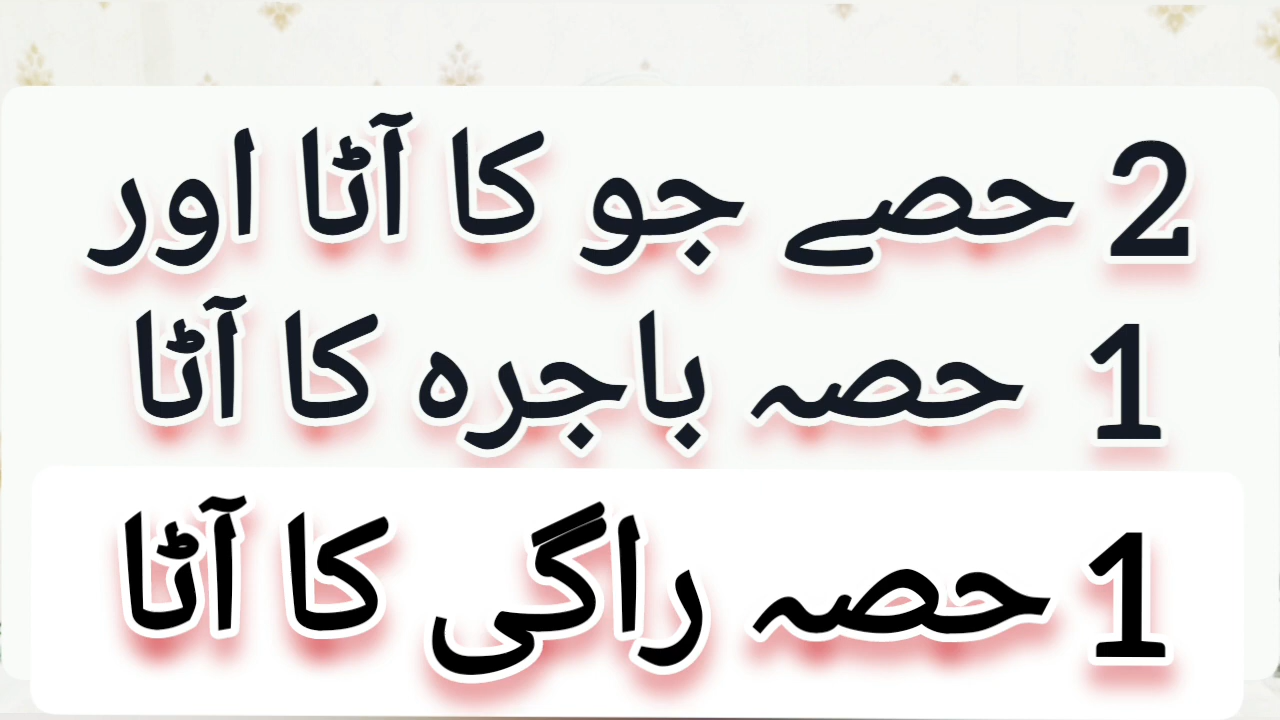 2 حصے جو کا آٹا اور
1 حصہ باجرہ کا آٹا
1 حصہ راگی کا آٹا